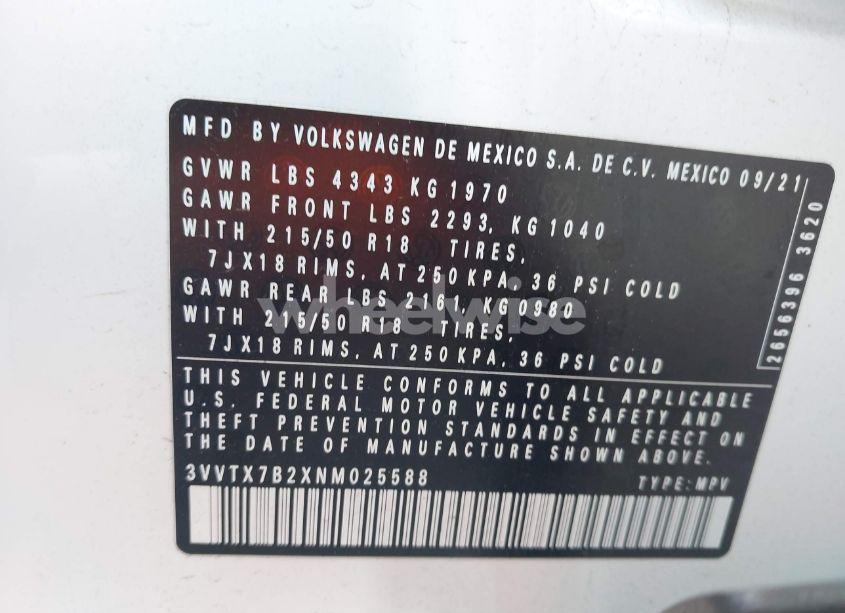 MFD BY VOLKSWAGEN DE MEXICO S.A. DE C.V. MEXICO 09/21
GVWR LBS 4343 KG 1970
GAWR FRONT LBS 2293, KG 1040
WITH 215/50 R18 TIRES,
7JX18 RIMS, AT 250 KPA, 36 PSI COLD
GAWR REAR LBS 2161, KG 0980
WITH 215/50 R18 TIRES,
7JX18 RIMS, AT 250 KPA, 36 PSI COLD
2656396 3620
wheelwise
THIS VEHICLE CONFORMS TO ALL APPLICABLE
U.S. FEDERAL MOTOR VEHICLE SAFETY AND
THEFT PREVENTION STANDARDS IN EFFECT ON
THE DATE OF MANUFACTURE SHOWN ABOVE.
3VVTX7B2XNM025588 TYPE: MPV